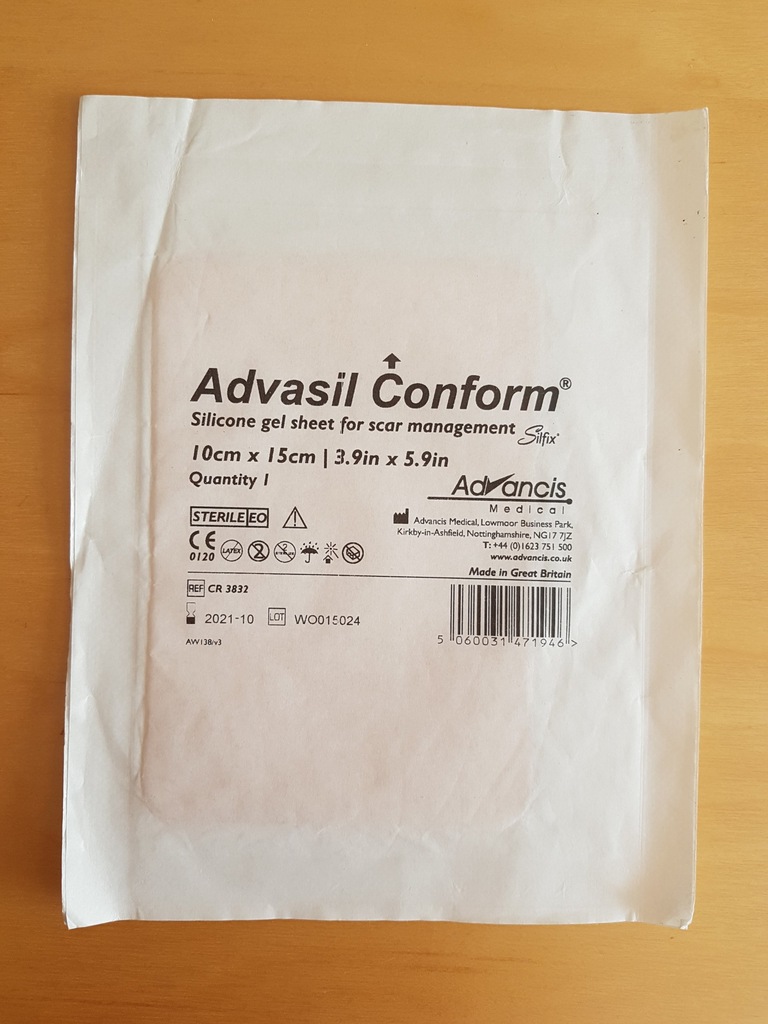 Advasil Conform®
Silicone gel sheet for scar management
Silfix®
10cm x 15cm | 3.9in x 5.9in
Quantity 1
Advancis
Medical
STERILE EO
Advancis Medical, Lowmoor Business Park,
Kirkby-in-Ashfield, Nottinghamshire, NG17 7JZ
T: +44 (0)1623 751 500
www.advancis.co.uk
CE
0120
LATEX
2
Made in Great Britain
REF CR 3832
2021-10 LOT WO015024
AW138/v3
5 060031 471946 >